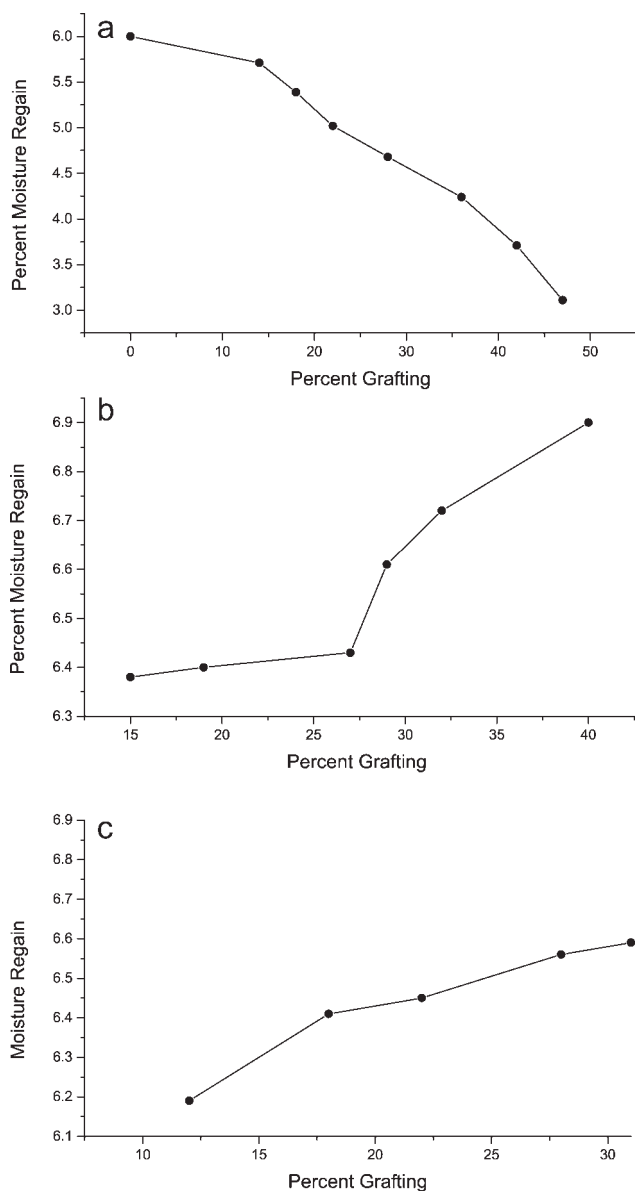 a
Percent Moisture Regain
6.0
5.5
5.0
4.5
4.0
3.5
3.0
0 10 20 30 40 50
Percent Grafting
b
Percent Moisture Regain
6.9
6.8
6.7
6.6
6.5
6.4
6.3
15 20 25 30 35 40
Percent Grafting
c
Moisture Regain
6.9
6.8
6.7
6.6
6.5
6.4
6.3
6.2
6.1
10 15 20 25 30
Percent Grafting